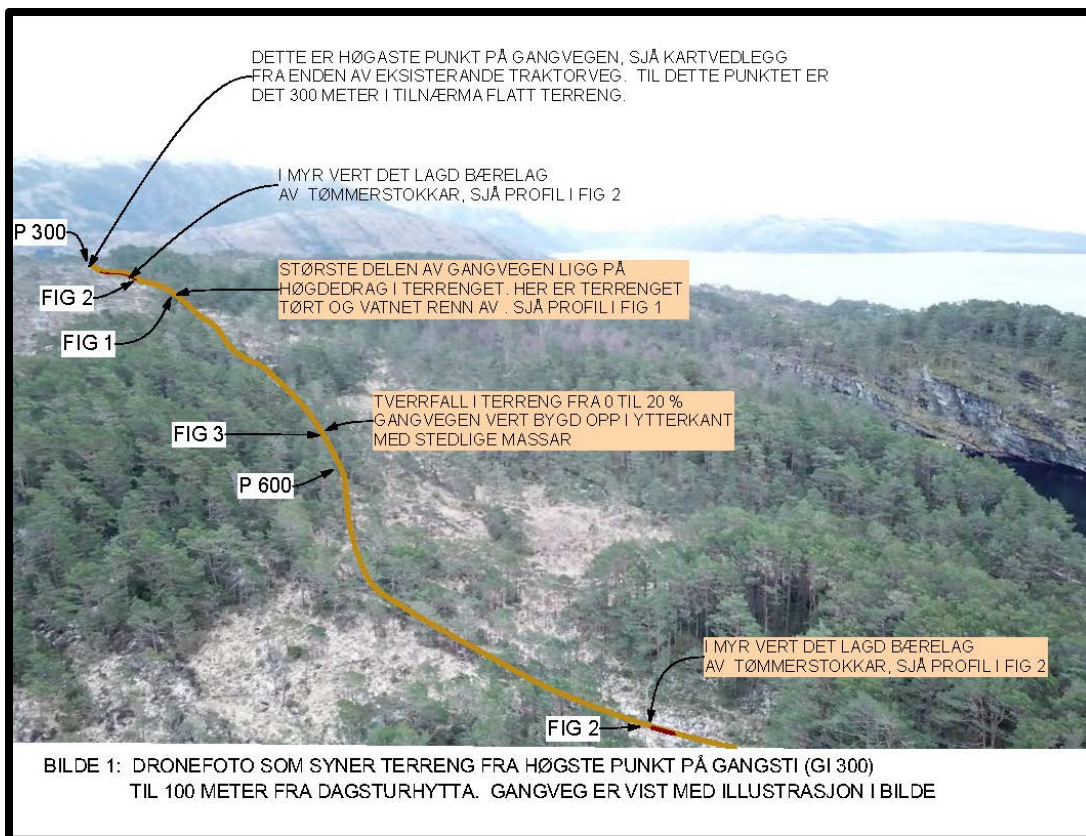 DETTE ER HØGASTE PUNKT PÅ GANGVEGEN, SJÅ KARTVEDLEGG
FRA ENDEN AV EKSISTERANDE TRAKTORVEG. TIL DETTE PUNKTET ER
DET 300 METER I TILNÆRMA FLATT TERRENG.
I MYR VERT DET LAGD BÆRELAG
AV TØMMERSTOKKAR, SJÅ PROFIL I FIG 2
P 300
FIG 2
STØRSTE DELEN AV GANGVEGEN LIGG PÅ
HØGDEDRAG I TERRENGET. HER ER TERRENGET
TØRT OG VATNET RENN AV . SJÅ PROFIL I FIG 1
FIG 1
TVERRFALL I TERRENG FRA 0 TIL 20 %
GANGVEGEN VERT BYGD OPP I YTTERKANT
MED STEDLIGE MASSAR
FIG 3
P 600
I MYR VERT DET LAGD BÆRELAG
AV TØMMERSTOKKAR, SJÅ PROFIL I FIG 2
FIG 2
BILDE 1: DRONEFOTO SOM SYNER TERRENG FRA HØGSTE PUNKT PÅ GANGSTI (GI 300)
TIL 100 METER FRA DAGSTURHYTTA. GANGVEG ER VIST MED ILLUSTRASJON I BILDE